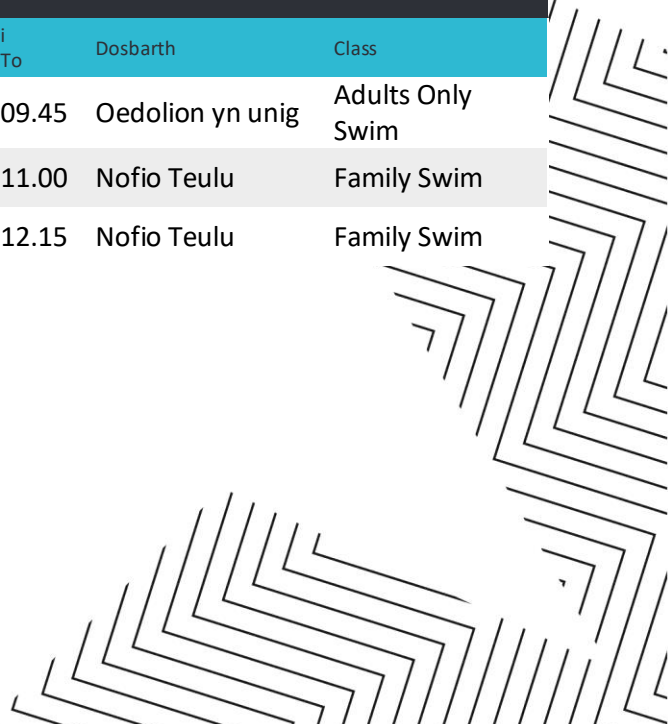 i
To Dosbarth Class
09.45 Oedolion yn unig Adults Only
Swim
11.00 Nofio Teulu Family Swim
12.15 Nofio Teulu Family Swim